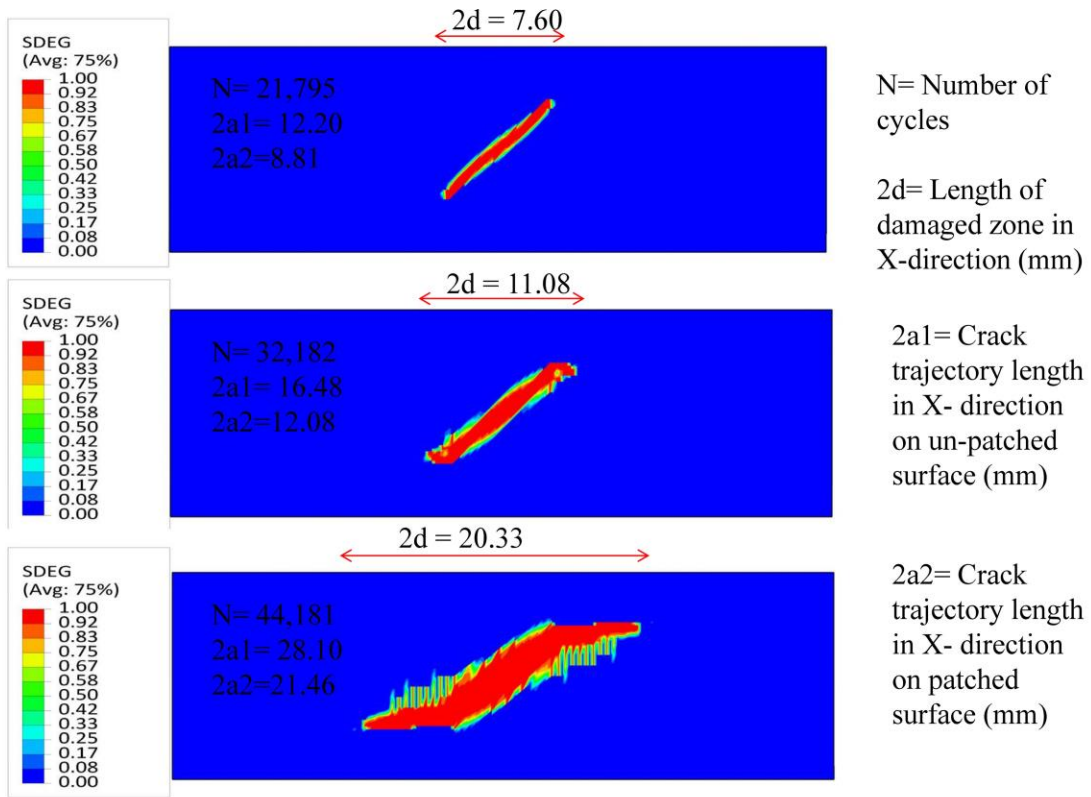 2d = 7.60
SDEG
(Avg: 75%)
1.00
0.92
0.83
0.75
0.67
0.58
0.50
0.42
0.33
0.25
0.17
0.08
0.00
N= 21,795
2a1= 12.20
2a2=8.81
2d = 11.08
SDEG
(Avg: 75%)
1.00
0.92
0.83
0.75
0.67
0.58
0.50
0.42
0.33
0.25
0.17
0.08
0.00
N= 32,182
2a1= 16.48
2a2=12.08
2d = 20.33
SDEG
(Avg: 75%)
1.00
0.92
0.83
0.75
0.67
0.58
0.50
0.42
0.33
0.25
0.17
0.08
0.00
N= 44,181
2a1= 28.10
2a2=21.46
N= Number of
cycles
2d= Length of
damaged zone in
X-direction (mm)
2a1= Crack
trajectory length
in X- direction
on un-patched
surface (mm)
2a2= Crack
trajectory length
in X- direction
on patched
surface (mm)